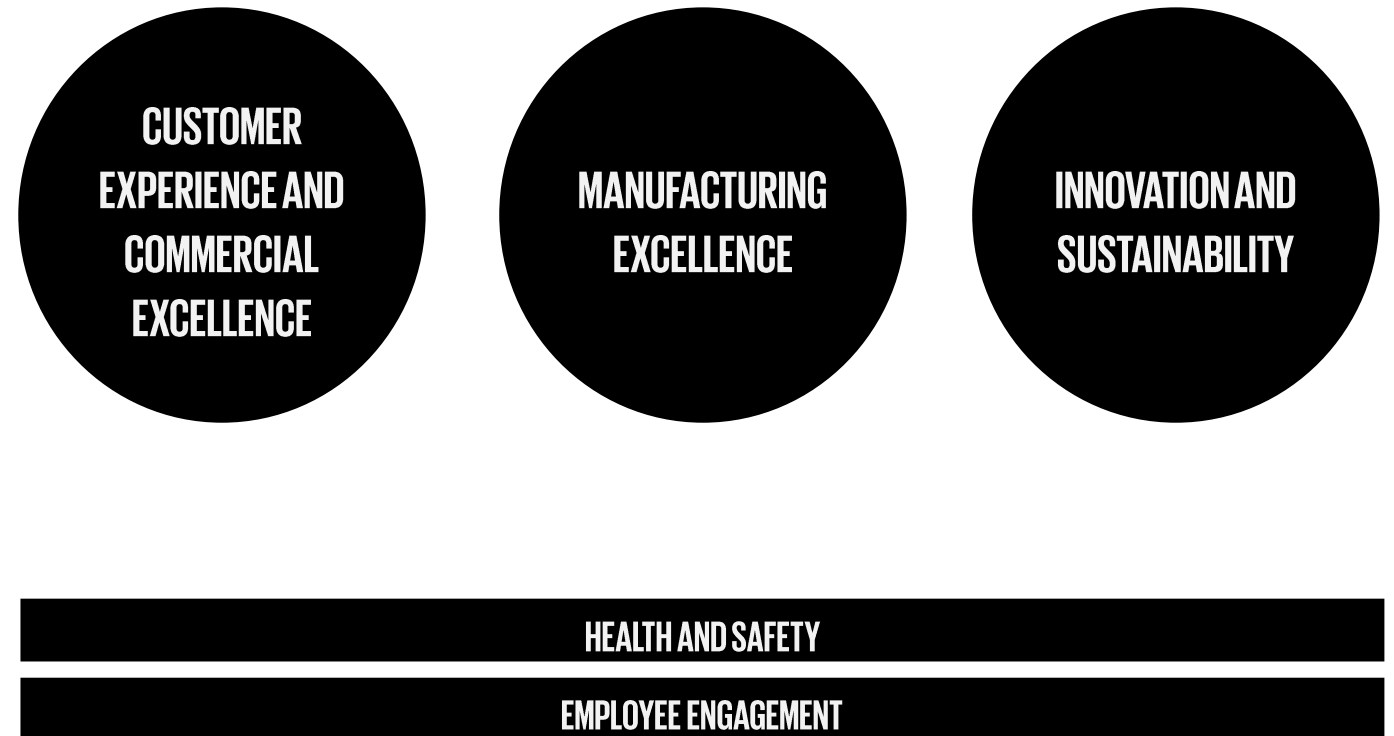 CUSTOMER
EXPERIENCE AND
COMMERCIAL
EXCELLENCE
MANUFACTURING
EXCELLENCE
INNOVATION AND
SUSTAINABILITY
HEALTH AND SAFETY
EMPLOYEE ENGAGEMENT